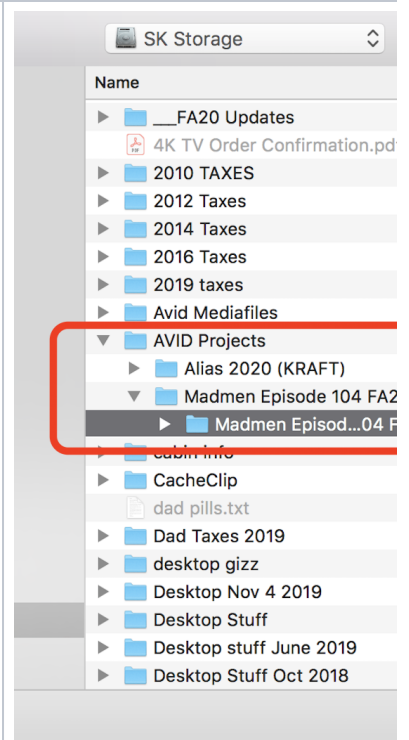 SK Storage
Name
___FA20 Updates
4K TV Order Confirmation.pd
2010 TAXES
2012 Taxes
2014 Taxes
2016 Taxes
2019 taxes
Avid Mediafiles
AVID Projects
Alias 2020 (KRAFT)
Madmen Episode 104 FA2
Madmen Episod...04 F
cabin info
CacheClip
dad pills.txt
Dad Taxes 2019
desktop gizz
Desktop Nov 4 2019
Desktop Stuff
Desktop stuff June 2019
Desktop Stuff Oct 2018